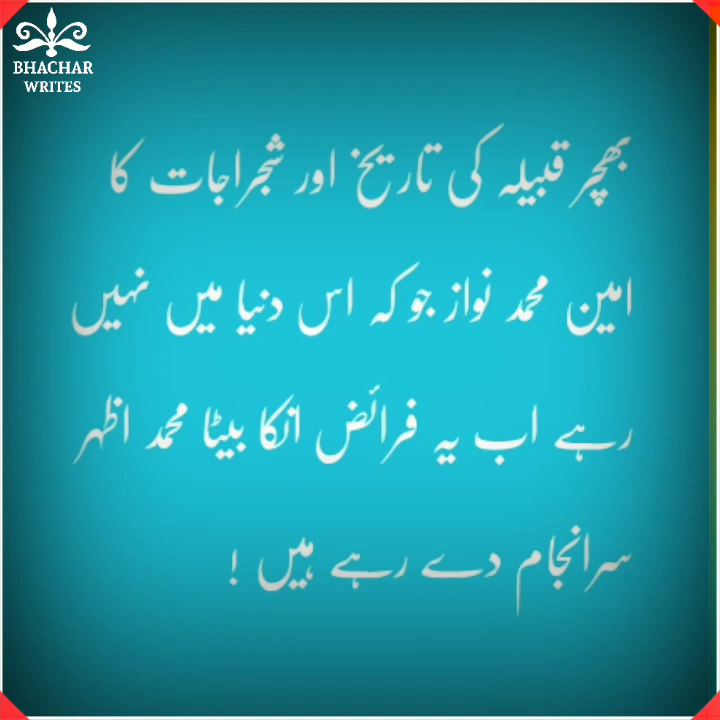 BHACHAR
WRITES
بھچر قبیلہ کی تاریخ اور شجراجات کا
امین محمد نواز جو کہ اس دنیا میں نہیں
رہے اب یہ فرائض انکا بیٹا محمد اظہر
سرانجام دے رہے ہیں !